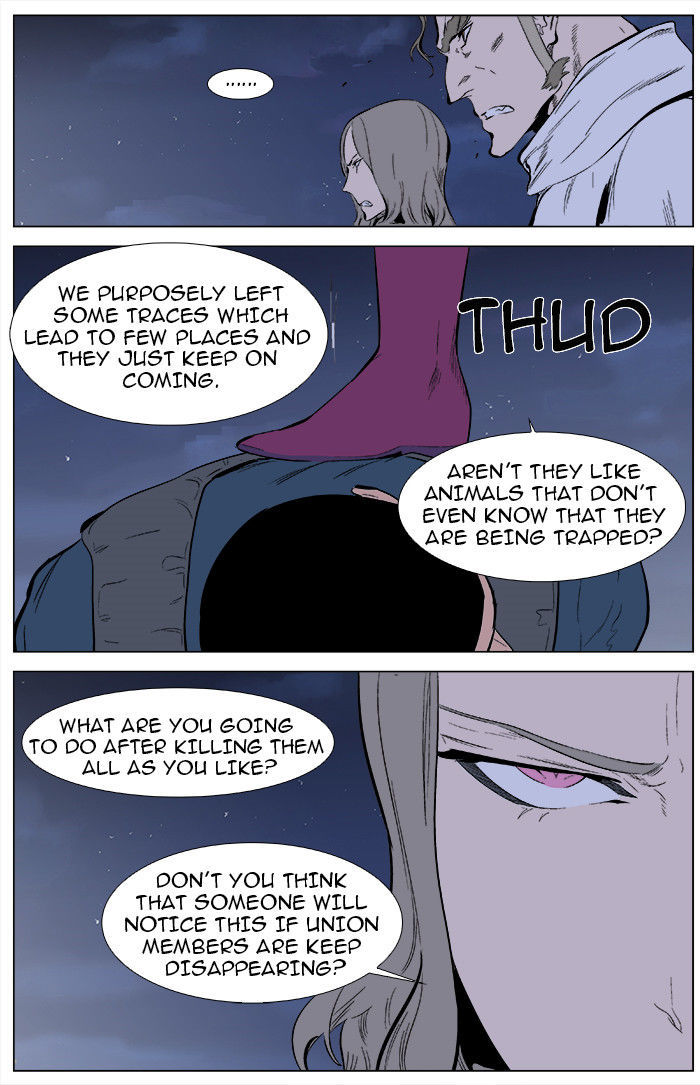 ......
WE PURPOSELY LEFT
SOME TRACES WHICH
LEAD TO FEW PLACES AND
THEY JUST KEEP ON
COMING.
THUD
AREN'T THEY LIKE
ANIMALS THAT DON'T
EVEN KNOW THAT THEY
ARE BEING TRAPPED?
WHAT ARE YOU GOING
TO DO AFTER KILLING THEM
ALL AS YOU LIKE?
DON'T YOU THINK
THAT SOMEONE WILL
NOTICE THIS IF UNION
MEMBERS ARE KEEP
DISAPPEARING?